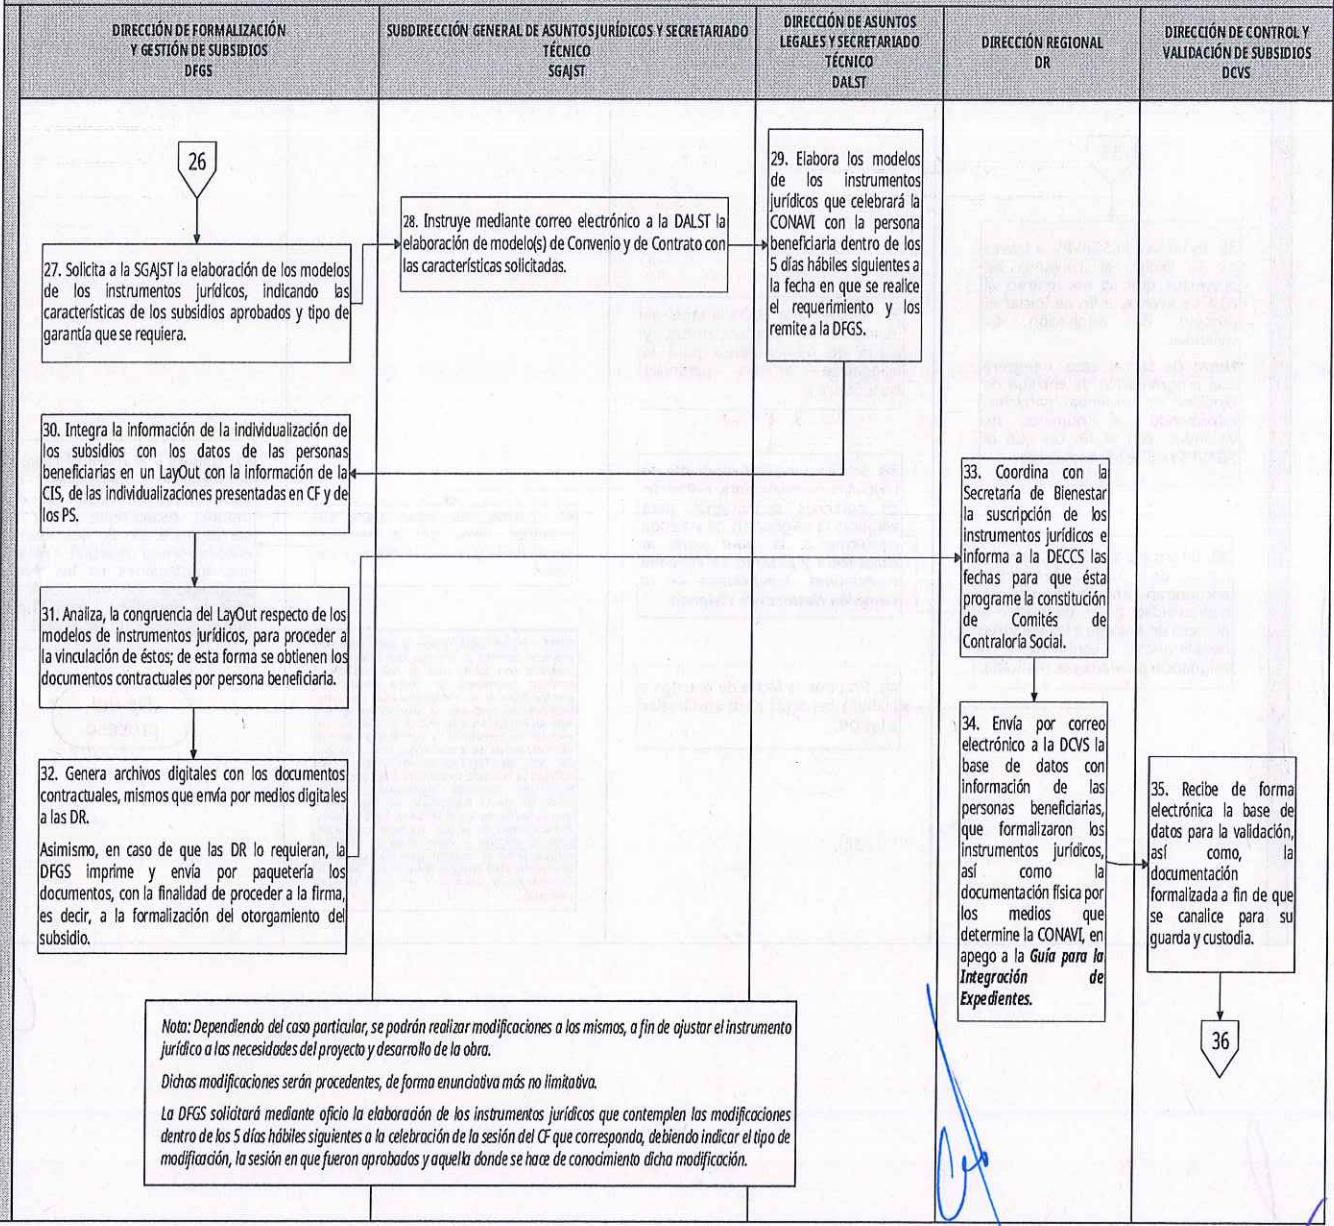 DIRECCIÓN DE FORMALIZACIÓN
Y GESTIÓN DE SUBSIDIOS
DFGS
SUBDIRECCIÓN GENERAL DE ASUNTOS JURÍDICOS Y SECRETARIADO
TÉCNICO
SGAJST
DIRECCIÓN DE ASUNTOS
LEGALES Y SECRETARIADO
TÉCNICO
DALST
DIRECCIÓN REGIONAL
DR
DIRECCIÓN DE CONTROL Y
VALIDACIÓN DE SUBSIDIOS
DCVS
26
27. Solicita a la SGAJST la elaboración de los modelos
de los instrumentos jurídicos, indicando las
características de los subsidios aprobados y tipo de
garantía que se requiera.
28. Instruye mediante correo electrónico a la DALST la
elaboración de modelo(s) de Convenio y de Contrato con
las características solicitadas.
29. Elabora los modelos
de los instrumentos
jurídicos que celebrará la
CONAVI con la persona
beneficiaria dentro de los
5 días hábiles siguientes a
la fecha en que se realice
el requerimiento y los
remite a la DFGS.
30. Integra la información de la individualización de
los subsidios con los datos de las personas
beneficiarias en un LayOut con la información de la
CIS, de las individualizaciones presentadas en CF y de
los PS.
31. Analiza, la congruencia del LayOut respecto de los
modelos de instrumentos jurídicos, para proceder a
la vinculación de éstos; de esta forma se obtienen los
documentos contractuales por persona beneficiaria.
32. Genera archivos digitales con los documentos
contractuales, mismos que envía por medios digitales
a las DR.
Asimismo, en caso de que las DR lo requieran, la
DFGS imprime y envía por paquetería los
documentos, con la finalidad de proceder a la firma,
es decir, a la formalización del otorgamiento del
subsidio.
33. Coordina con la
Secretaría de Bienestar
la suscripción de los
instrumentos jurídicos e
informa a la DECCS las
fechas para que ésta
programe la constitución
de Comités de
Contraloría Social.
34. Envía por correo
electrónico a la DCVS la
base de datos con
información de las
personas beneficiarias,
que formalizaron los
instrumentos jurídicos,
así como la
documentación física por
los medios que
determine la CONAVI, en
apego a la Guía para la
Integración de
Expedientes.
35. Recibe de forma
electrónica la base de
datos para la validación,
así como, la
documentación
formalizada a fin de que
se canalice para su
guarda y custodia.
36
Nota: Dependiendo del caso particular, se podrán realizar modificaciones a los mismos, a fin de ajustar el instrumento
jurídico a las necesidades del proyecto y desarrollo de la obra.
Dichas modificaciones serán procedentes, de forma enunciativa más no limitativa.
La DFGS solicitará mediante oficio la elaboración de los instrumentos jurídicos que contemplen las modificaciones
dentro de los 5 días hábiles siguientes a la celebración de la sesión del CF que corresponda, debiendo indicar el tipo de
modificación, la sesión en que fueron aprobados y aquella donde se hace de conocimiento dicha modificación.